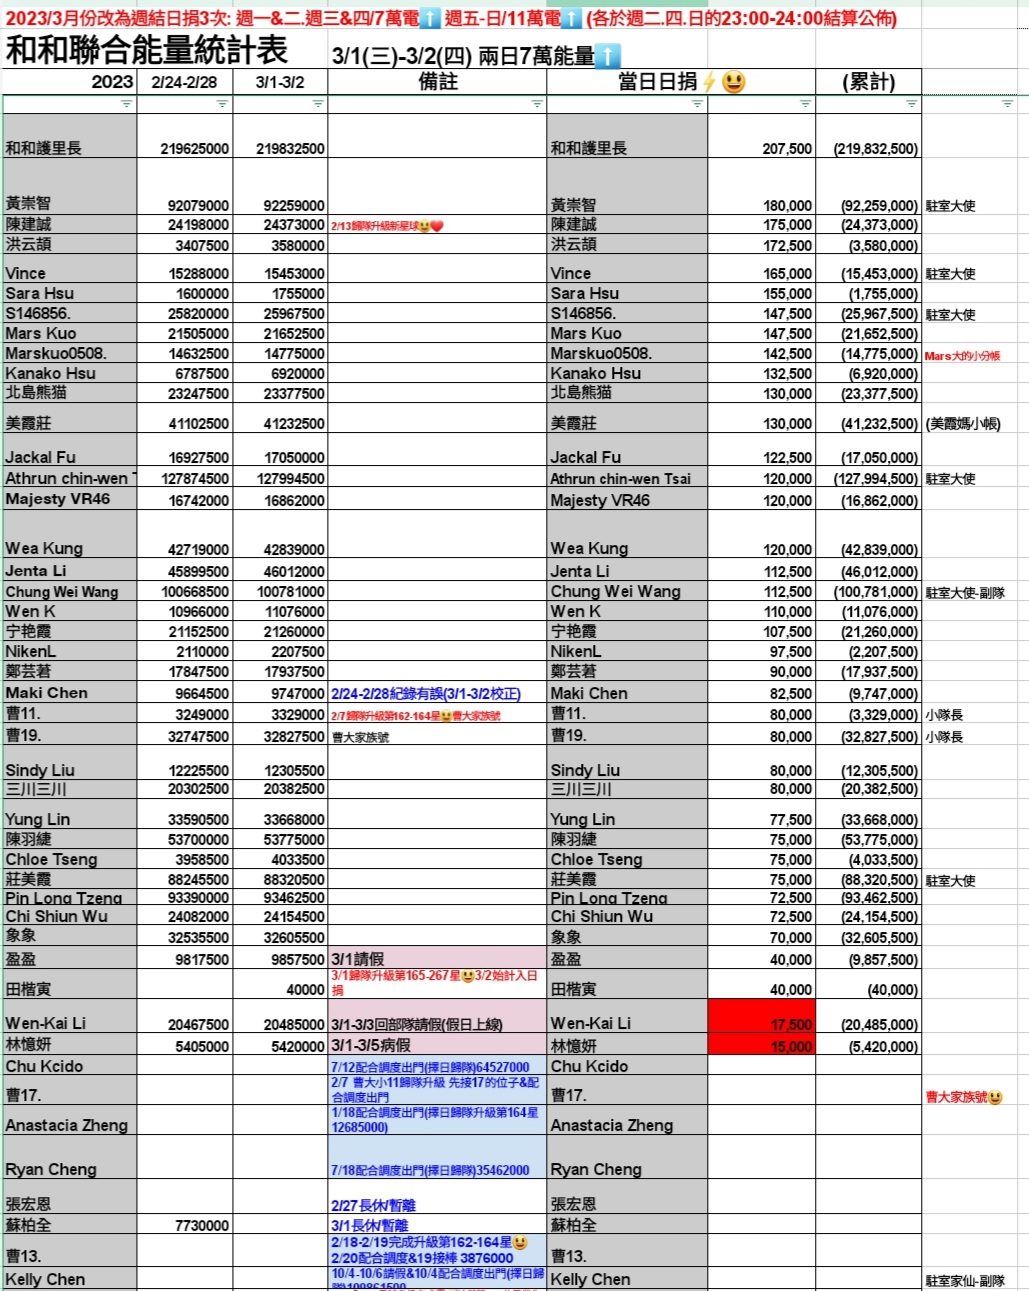 2023/3月份改為週結日捐3次: 週一&二.週三&四/7萬電⬆️ 週五-日/11萬電⬆️ (各於週二.四.日的23:00-24:00結算公佈)
和和聯合能量統計表 3/1(三)-3/2(四) 兩日7萬能量⬆️
2023 2/24-2/28 3/1-3/2 備註 當日日捐⚡😃 (累計)
和和護里長 219625000 219832500 和和護里長 207,500 (219,832,500)
黃崇智 92079000 92259000 黃崇智 180,000 (92,259,000) 駐室大使
陳建誠 24198000 24373000 2/13歸隊升級新星球😃❤️ 陳建誠 175,000 (24,373,000)
洪云頡 3407500 3580000 洪云頡 172,500 (3,580,000)
Vince 15288000 15453000 Vince 165,000 (15,453,000) 駐室大使
Sara Hsu 1600000 1755000 Sara Hsu 155,000 (1,755,000)
S146856. 25820000 25967500 S146856. 147,500 (25,967,500) 駐室大使
Mars Kuo 21505000 21652500 Mars Kuo 147,500 (21,652,500)
Marskuo0508. 14632500 14775000 Marskuo0508. 142,500 (14,775,000) Mars大的小分帳
Kanako Hsu 6787500 6920000 Kanako Hsu 132,500 (6,920,000)
北島熊猫 23247500 23377500 北島熊猫 130,000 (23,377,500)
美霞莊 41102500 41232500 美霞莊 130,000 (41,232,500) (美霞媽小帳)
Jackal Fu 16927500 17050000 Jackal Fu 122,500 (17,050,000)
Athrun chin-wen 127874500 127994500 Athrun chin-wen Tsai 120,000 (127,994,500) 駐室大使
Majesty VR46 16742000 16862000 Majesty VR46 120,000 (16,862,000)
Wea Kung 42719000 42839000 Wea Kung 120,000 (42,839,000)
Jenta Li 45899500 46012000 Jenta Li 112,500 (46,012,000)
Chung Wei Wang 100668500 100781000 Chung Wei Wang 112,500 (100,781,000) 駐室大使-副隊
Wen K 10966000 11076000 Wen K 110,000 (11,076,000)
宁艳霞 21152500 21260000 宁艳霞 107,500 (21,260,000)
NikenL 2110000 2207500 NikenL 97,500 (2,207,500)
鄭芸著 17847500 17937500 鄭芸著 90,000 (17,937,500)
Maki Chen 9664500 9747000 2/24-2/28紀錄有誤(3/1-3/2校正) Maki Chen 82,500 (9,747,000)
曹11. 3249000 3329000 2/7歸隊升級第162-164星😃曹大家族號 曹11. 80,000 (3,329,000) 小隊長
曹19. 32747500 32827500 曹大家族號 曹19. 80,000 (32,827,500) 小隊長
Sindy Liu 12225500 12305500 Sindy Liu 80,000 (12,305,500)
三川三川 20302500 20382500 三川三川 80,000 (20,382,500)
Yung Lin 33590500 33668000 Yung Lin 77,500 (33,668,000)
陳羽緁 53700000 53775000 陳羽緁 75,000 (53,775,000)
Chloe Tseng 3958500 4033500 Chloe Tseng 75,000 (4,033,500)
莊美霞 88245500 88320500 莊美霞 75,000 (88,320,500) 駐室大使
Pin Long Tzeng 93390000 93462500 Pin Long Tzeng 72,500 (93,462,500)
Chi Shiun Wu 24082000 24154500 Chi Shiun Wu 72,500 (24,154,500)
象象 32535500 32605500 象象 70,000 (32,605,500)
盈盈 9817500 9857500 3/1請假 盈盈 40,000 (9,857,500)
田楷寅 40000 3/1歸隊升級第165-267星😃3/2始計入日 田楷寅 40,000 (40,000)
捐
Wen-Kai Li 20467500 20485000 3/1-3/3回部隊請假(假日上線) Wen-Kai Li 17,500 (20,485,000)
林憶妍 5405000 5420000 3/1-3/5病假 林憶妍 15,000 (5,420,000)
Chu Kcido 7/12配合調度出門(擇日歸隊)64527000 Chu Kcido
曹17. 2/7 曹大小11歸隊升級 先接17的位子&配 曹17. 曹大家族號😃
合調度出門
Anastacia Zheng 1/18配合調度出門(擇日歸隊升級第164星 Anastacia Zheng
12685000)
Ryan Cheng 7/18配合調度出門(擇日歸隊)35462000 Ryan Cheng
張宏恩 2/27長休/暫離 張宏恩
蘇柏全 7730000 3/1長休/暫離 蘇柏全
曹13. 2/18-2/19完成升級第162-164星😃 曹13.
2/20配合調度&19接棒 3876000
Kelly Chen 10/4-10/6請假&10/4配合調度出門(擇日歸 Kelly Chen 駐室家仙-副隊